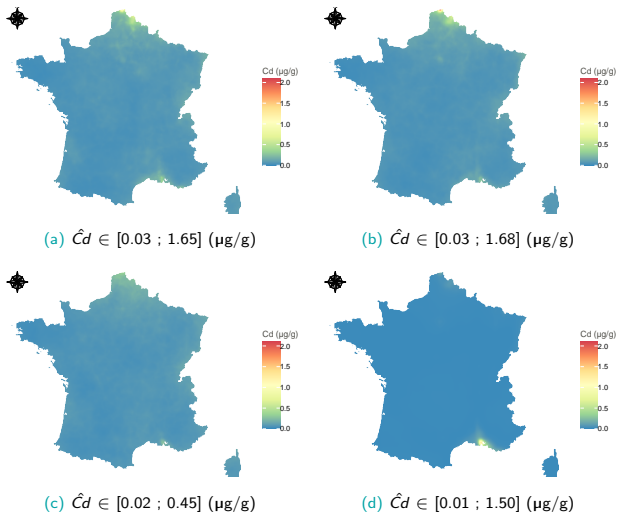 Cd (µg/g)
2.0
1.5
1.0
0.5
0.0
Cd (µg/g)
2.0
1.5
1.0
0.5
0.0
(a) Ĉd ∈ [0.03 ; 1.65] (µg/g)
(b) Ĉd ∈ [0.03 ; 1.68] (µg/g)
Cd (µg/g)
2.0
1.5
1.0
0.5
0.0
Cd (µg/g)
2.0
1.5
1.0
0.5
0.0
(c) Ĉd ∈ [0.02 ; 0.45] (µg/g)
(d) Ĉd ∈ [0.01 ; 1.50] (µg/g)